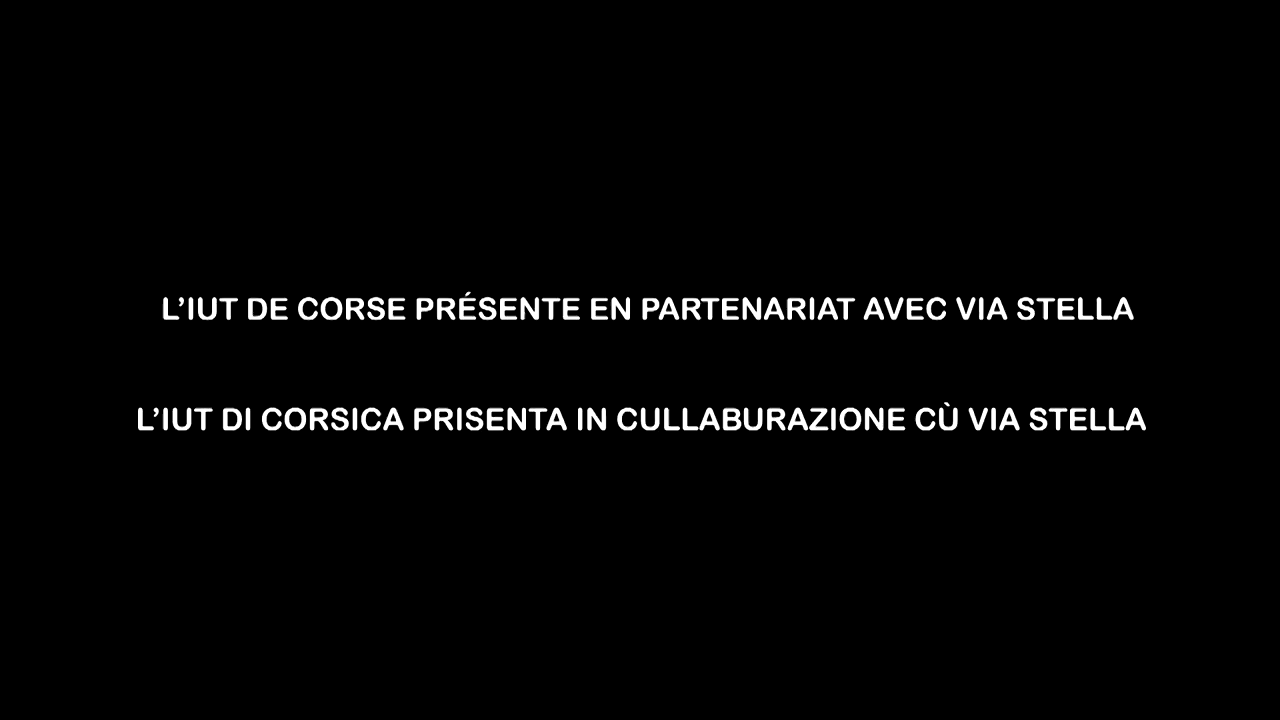 L’IUT DE CORSE PRÉSENTE EN PARTENARIAT AVEC VIA STELLA
L’IUT DI CORSICA PRISENTA IN CULLABURAZIONE CÙ VIA STELLA